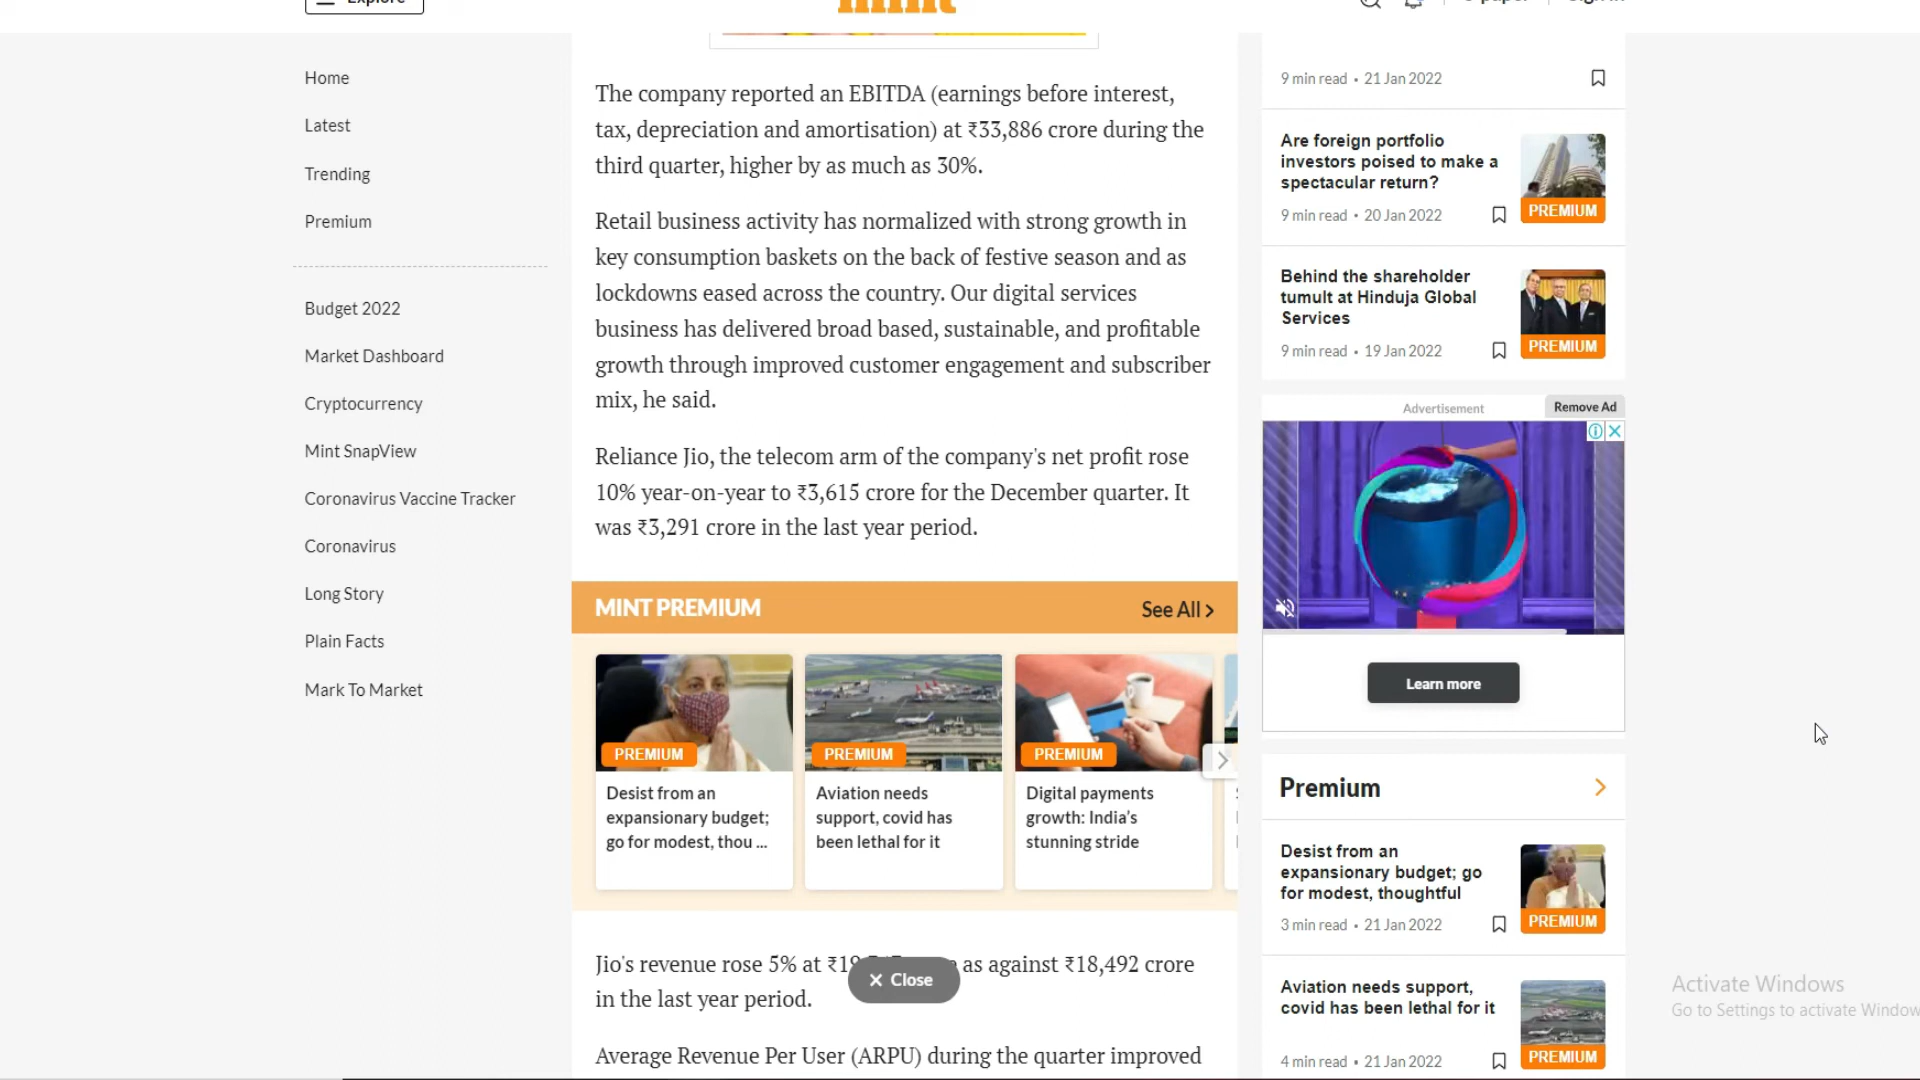 Explore
mint
Home
Latest
Trending
Premium
Budget 2022
Market Dashboard
Cryptocurrency
Mint SnapView
Coronavirus Vaccine Tracker
Coronavirus
Long Story
Plain Facts
Mark To Market
The company reported an EBITDA (earnings before interest,
tax, depreciation and amortisation) at ₹33,886 crore during the
third quarter, higher by as much as 30%.
Retail business activity has normalized with strong growth in
key consumption baskets on the back of festive season and as
lockdowns eased across the country. Our digital services
business has delivered broad based, sustainable, and profitable
growth through improved customer engagement and subscriber
mix, he said.
Reliance Jio, the telecom arm of the company's net profit rose
10% year-on-year to ₹3,615 crore for the December quarter. It
was ₹3,291 crore in the last year period.
MINT PREMIUM
See All >
PREMIUM
Desist from an
expansionary budget;
go for modest, thou ...
PREMIUM
Aviation needs
support, covid has
been lethal for it
PREMIUM
Digital payments
growth: India's
stunning stride
Jio's revenue rose 5% at as against ₹18,492 crore
in the last year period.
× Close
Average Revenue Per User (ARPU) during the quarter improved
9 min read • 21 Jan 2022
Are foreign portfolio
investors poised to make a
spectacular return?
9 min read • 20 Jan 2022
PREMIUM
Behind the shareholder
tumult at Hinduja Global
Services
9 min read • 19 Jan 2022
PREMIUM
Advertisement
Remove Ad
Learn more
Premium
Desist from an
expansionary budget; go
for modest, thoughtful
3 min read • 21 Jan 2022
PREMIUM
Aviation needs support,
covid has been lethal for it
4 min read • 21 Jan 2022
PREMIUM
Activate Windows
Go to Settings to activate Window